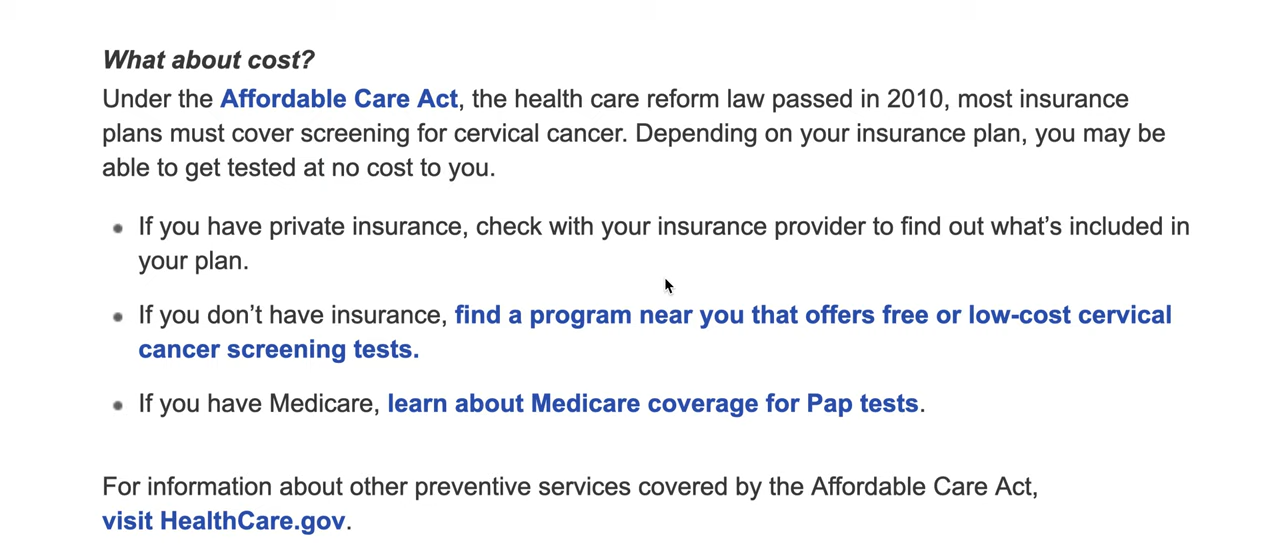 What about cost?
Under the Affordable Care Act, the health care reform law passed in 2010, most insurance
plans must cover screening for cervical cancer. Depending on your insurance plan, you may be
able to get tested at no cost to you.
If you have private insurance, check with your insurance provider to find out what’s included in
your plan.
If you don’t have insurance, find a program near you that offers free or low-cost cervical
cancer screening tests.
If you have Medicare, learn about Medicare coverage for Pap tests.
For information about other preventive services covered by the Affordable Care Act,
visit HealthCare.gov.